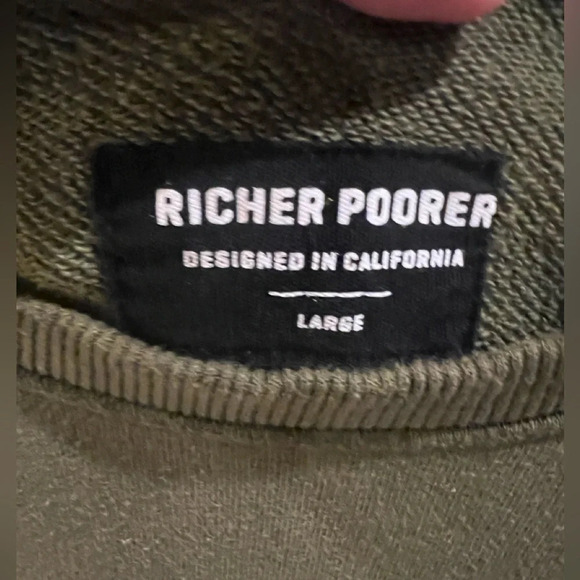 RICHER POORER
DESIGNED IN CALIFORNIA
LARGE